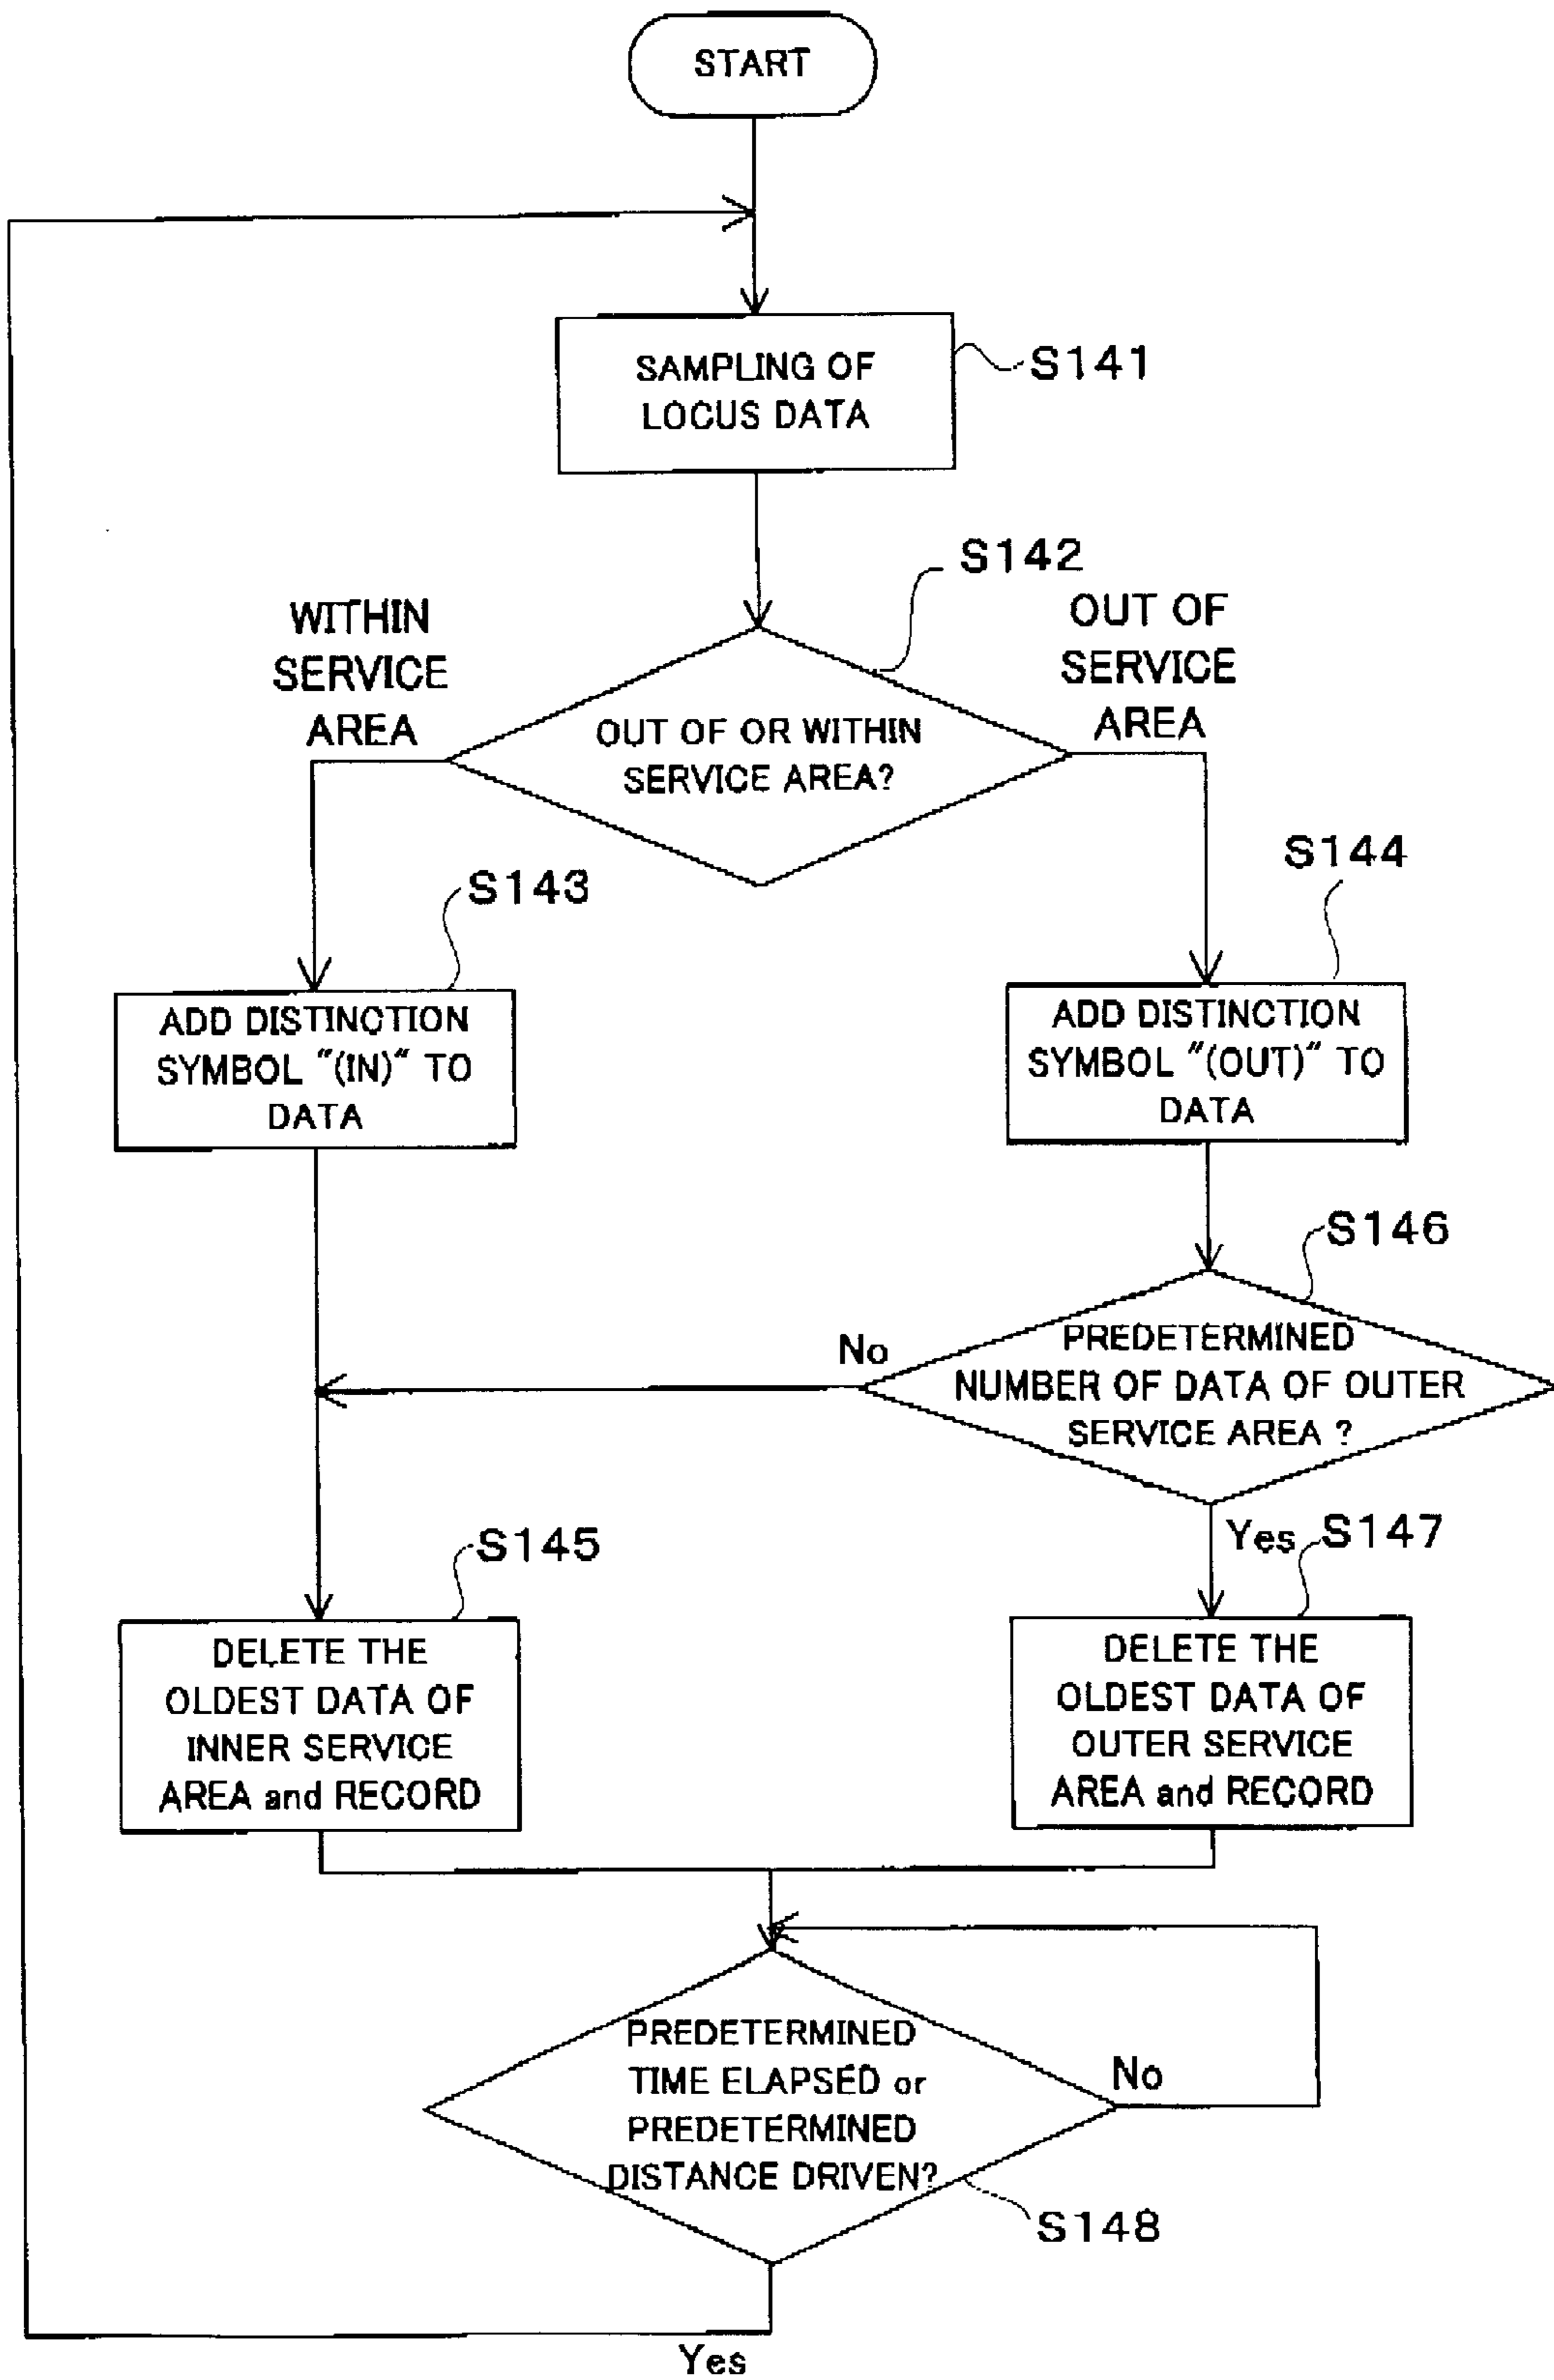 START
SAMPLING OF
LOCUS DATA
S141
S142
WITHIN
SERVICE
AREA
OUT OF
SERVICE
AREA
OUT OF OR WITHIN
SERVICE AREA?
S143
S144
ADD DISTINCTION
SYMBOL "(IN)" TO
DATA
ADD DISTINCTION
SYMBOL "(OUT)" TO
DATA
S146
No
PREDETERMINED
NUMBER OF DATA OF OUTER
SERVICE AREA ?
Yes
S147
S145
DELETE THE
OLDEST DATA OF
INNER SERVICE
AREA and RECORD
DELETE THE
OLDEST DATA OF
OUTER SERVICE
AREA and RECORD
PREDETERMINED
TIME ELAPSED or
PREDETERMINED
DISTANCE DRIVEN?
No
S148
Yes